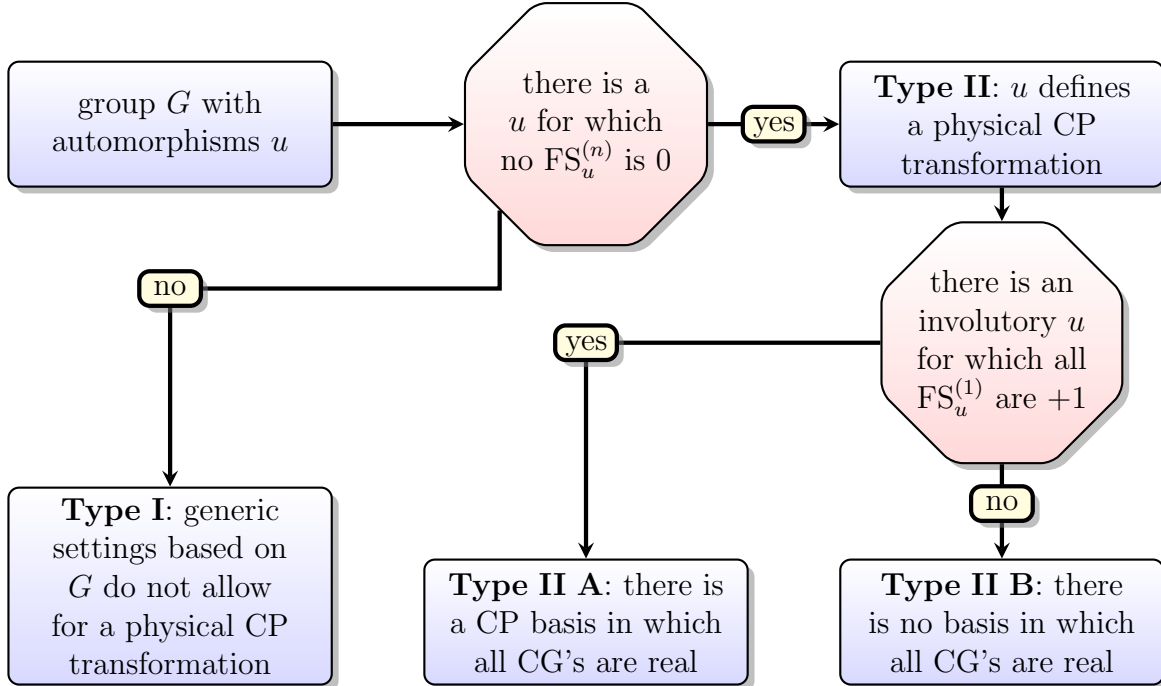 group G with
automorphisms u
there is a
u for which
no FS_u^{(n)} is 0
yes
Type II: u defines
a physical CP
transformation
no
there is an
involutory u
for which all
FS_u^{(1)} are +1
yes
no
Type I: generic
settings based on
G do not allow
for a physical CP
transformation
Type II A: there is
a CP basis in which
all CG's are real
Type II B: there
is no basis in which
all CG's are real